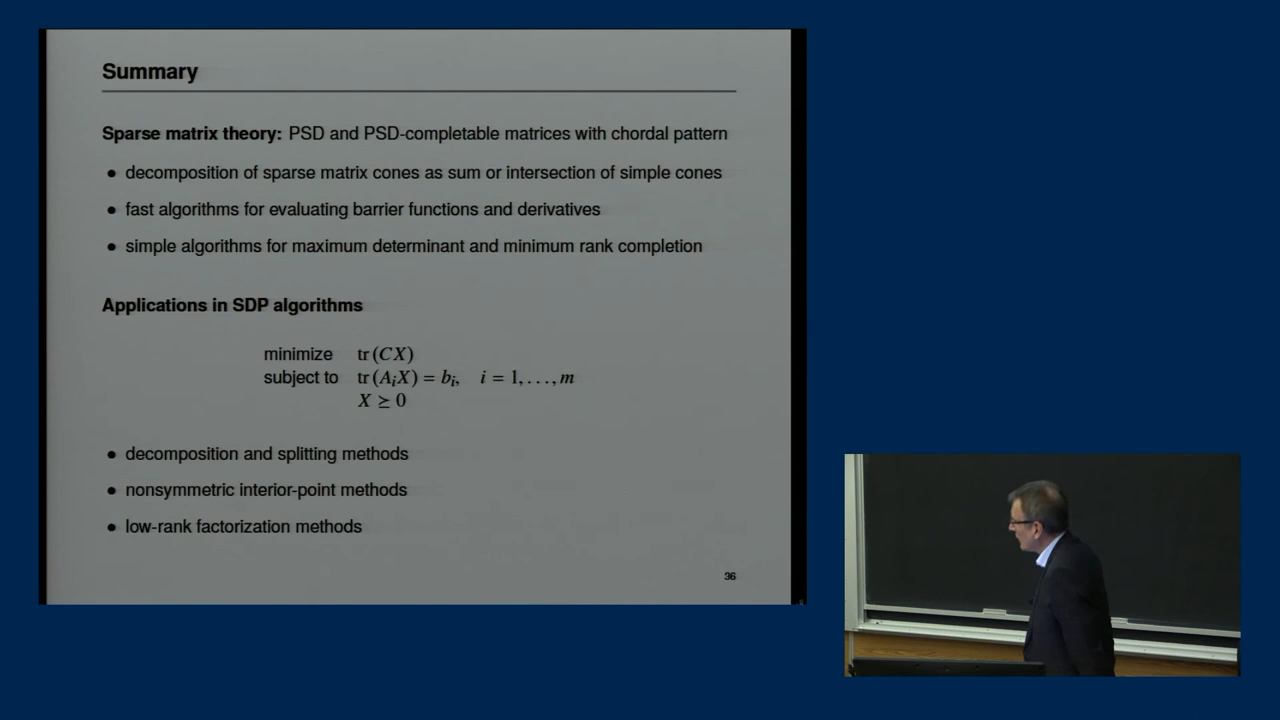 Summary
Sparse matrix theory: PSD and PSD-completable matrices with chordal pattern
• decomposition of sparse matrix cones as sum or intersection of simple cones
• fast algorithms for evaluating barrier functions and derivatives
• simple algorithms for maximum determinant and minimum rank completion
Applications in SDP algorithms
minimize tr(CX)
subject to tr(AᵢX) = bᵢ, i = 1, . . . , m
X ⪰ 0
• decomposition and splitting methods
• nonsymmetric interior-point methods
• low-rank factorization methods
36